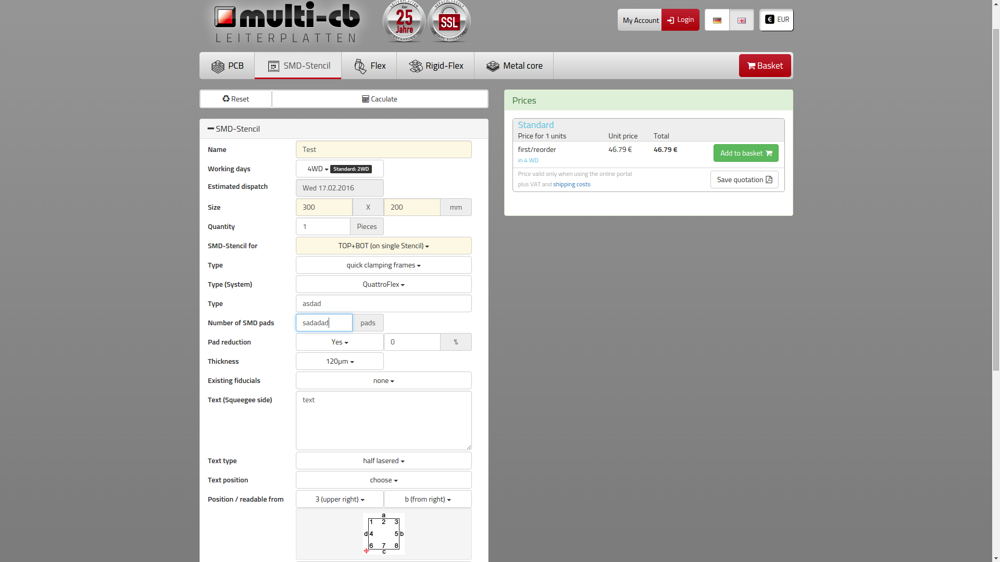 multi-cb
LEITERPLATTEN
LEITERPLATTEN
über
25
Jahre
ERFAHRUNG
VERSCHLÜSSELT
SSL
FÜR IHRE SICHERHEIT
My Account
Login
€ EUR
PCB
SMD-Stencil
Flex
Rigid-Flex
Metal core
Basket
Reset
Caculate
Prices
Standard
Price for 1 units Unit price Total
first/reorder 46.79 € 46.79 €
in 4 WD
Add to basket
Price valid only when using the online portal
plus VAT and shipping costs
Save quotation
SMD-Stencil
Name Test
Working days 4WD Standard: 2WD
Estimated dispatch Wed 17.02.2016
Size 300 X 200 mm
Quantity 1 Pieces
SMD-Stencil for TOP+BOT (on single Stencil)
Type quick clamping frames
Type (System) QuattroFlex
Type asdad
Number of SMD pads sadadad pads
Pad reduction Yes 0 %
Thickness 120µm
Existing fiducials none
Text (Squeegee side) text
Text type half lasered
Text position choose
Position / readable from 3 (upper right) b (from right)
a
1 2 3
d 4 5 b
6 7 8
c